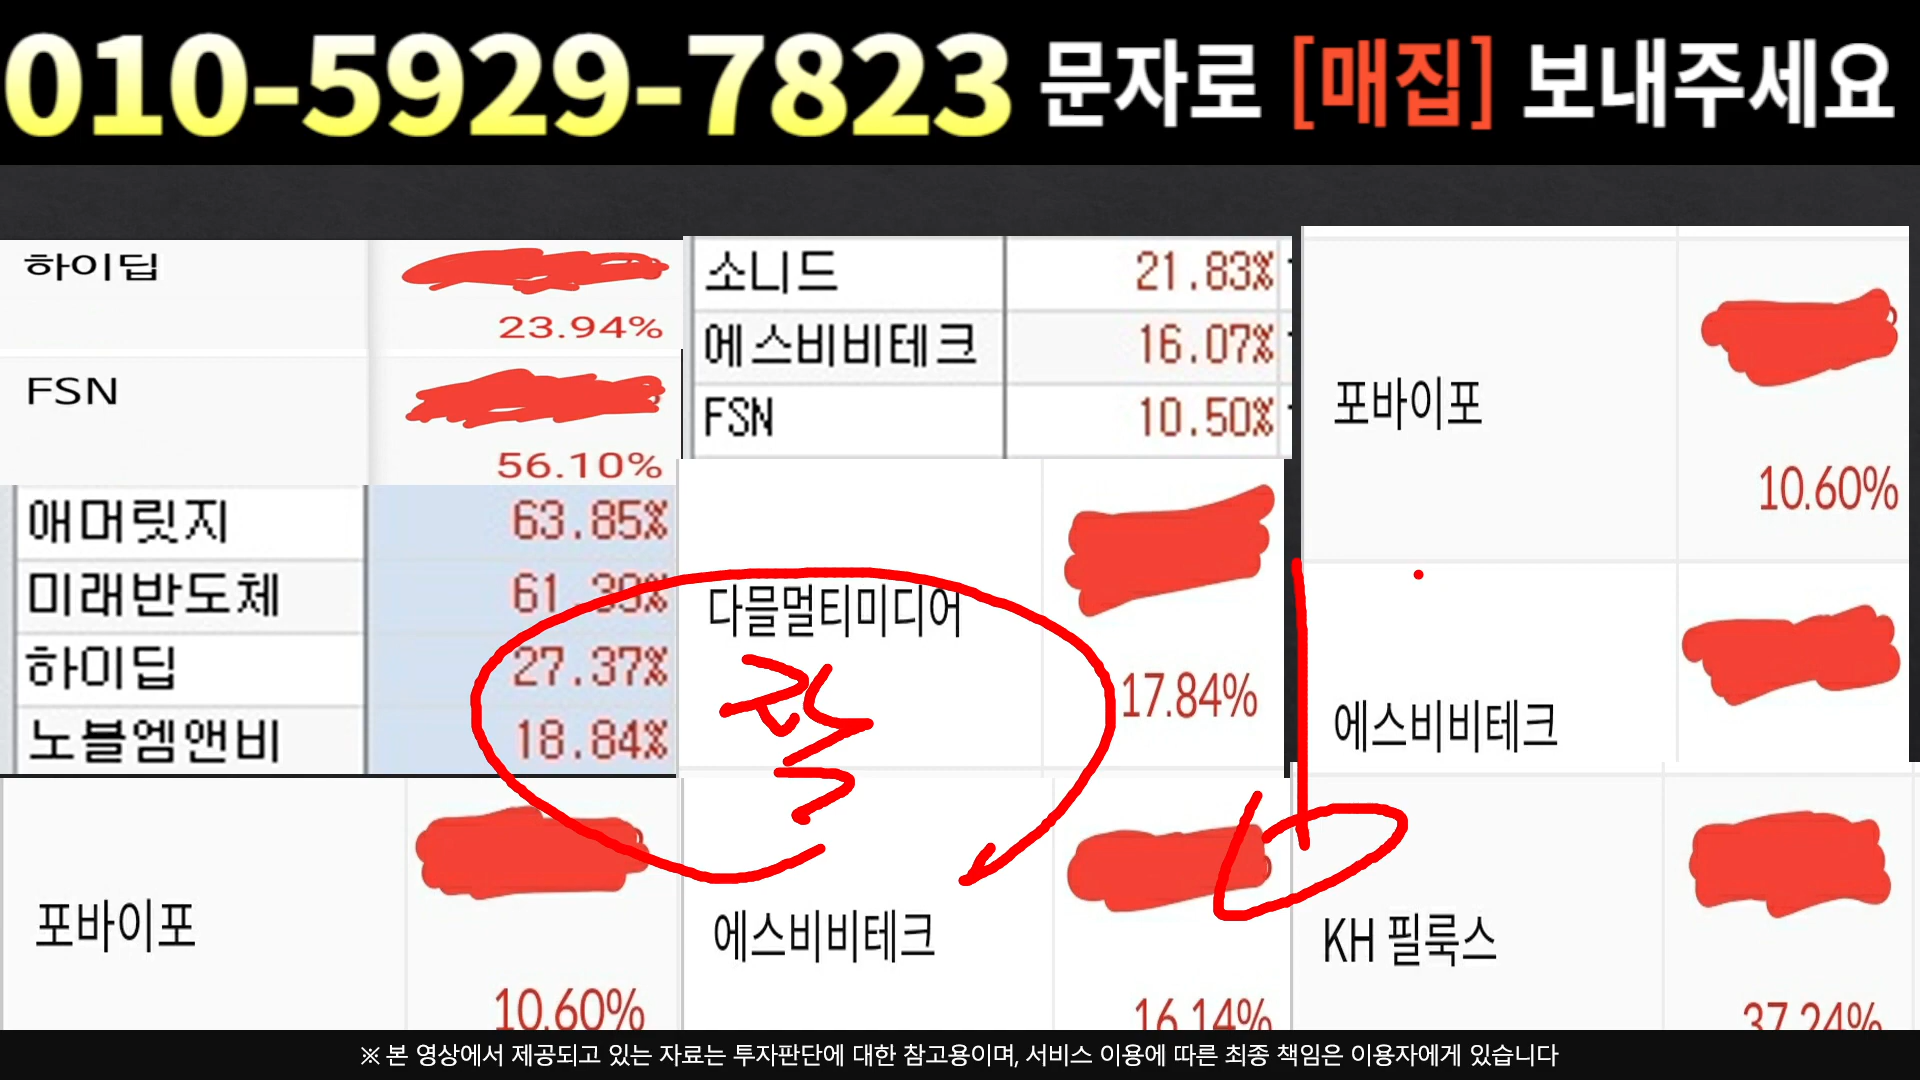 010-5929-7823 문자로 [매집] 보내주세요
하이딥
23.94%
FSN
56.10%
애머릿지 63.85%
미래반도체 61.39%
하이딥 27.37%
노블엠앤비 18.84%
소니드 21.83%
에스비비테크 16.07%
FSN 10.50%
다믈멀티미디어
17.84%
포바이포
10.60%
에스비비테크
포바이포
10.60%
에스비비테크
16.14%
KH 필룩스
37.24%
※ 본 영상에서 제공되고 있는 자료는 투자판단에 대한 참고용이며, 서비스 이용에 따른 최종 책임은 이용자에게 있습니다